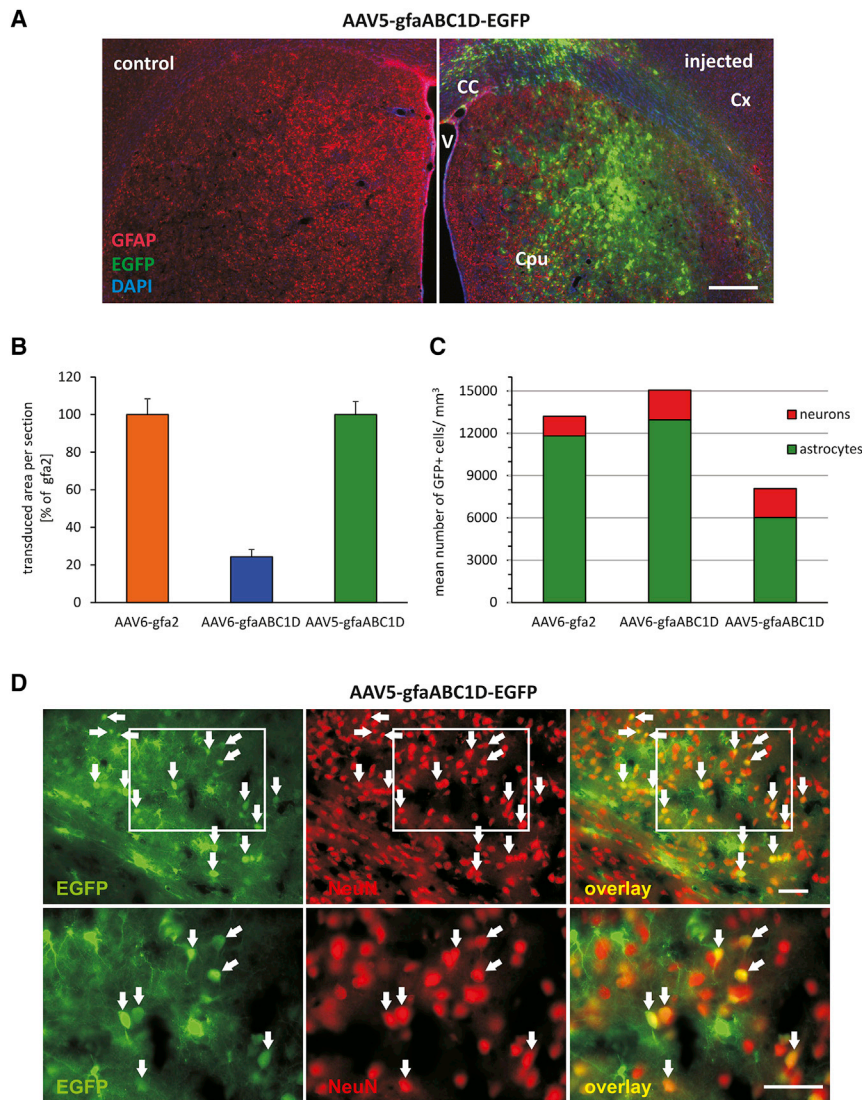 A
AAV5-gfaABC1D-EGFP
control
GFAP
EGFP
DAPI
injected
CC
Cx
V
Cpu
B
transduced area per section
[% of gfa2]
120
100
80
60
40
20
0
AAV6-gfa2 AAV6-gfaABC1D AAV5-gfaABC1D
C
mean number of GFP+ cells/ mm³
15000
12000
9000
6000
3000
0
neurons
astrocytes
AAV6-gfa2 AAV6-gfaABC1D AAV5-gfaABC1D
D
AAV5-gfaABC1D-EGFP
EGFP NeuN overlay
EGFP NeuN overlay